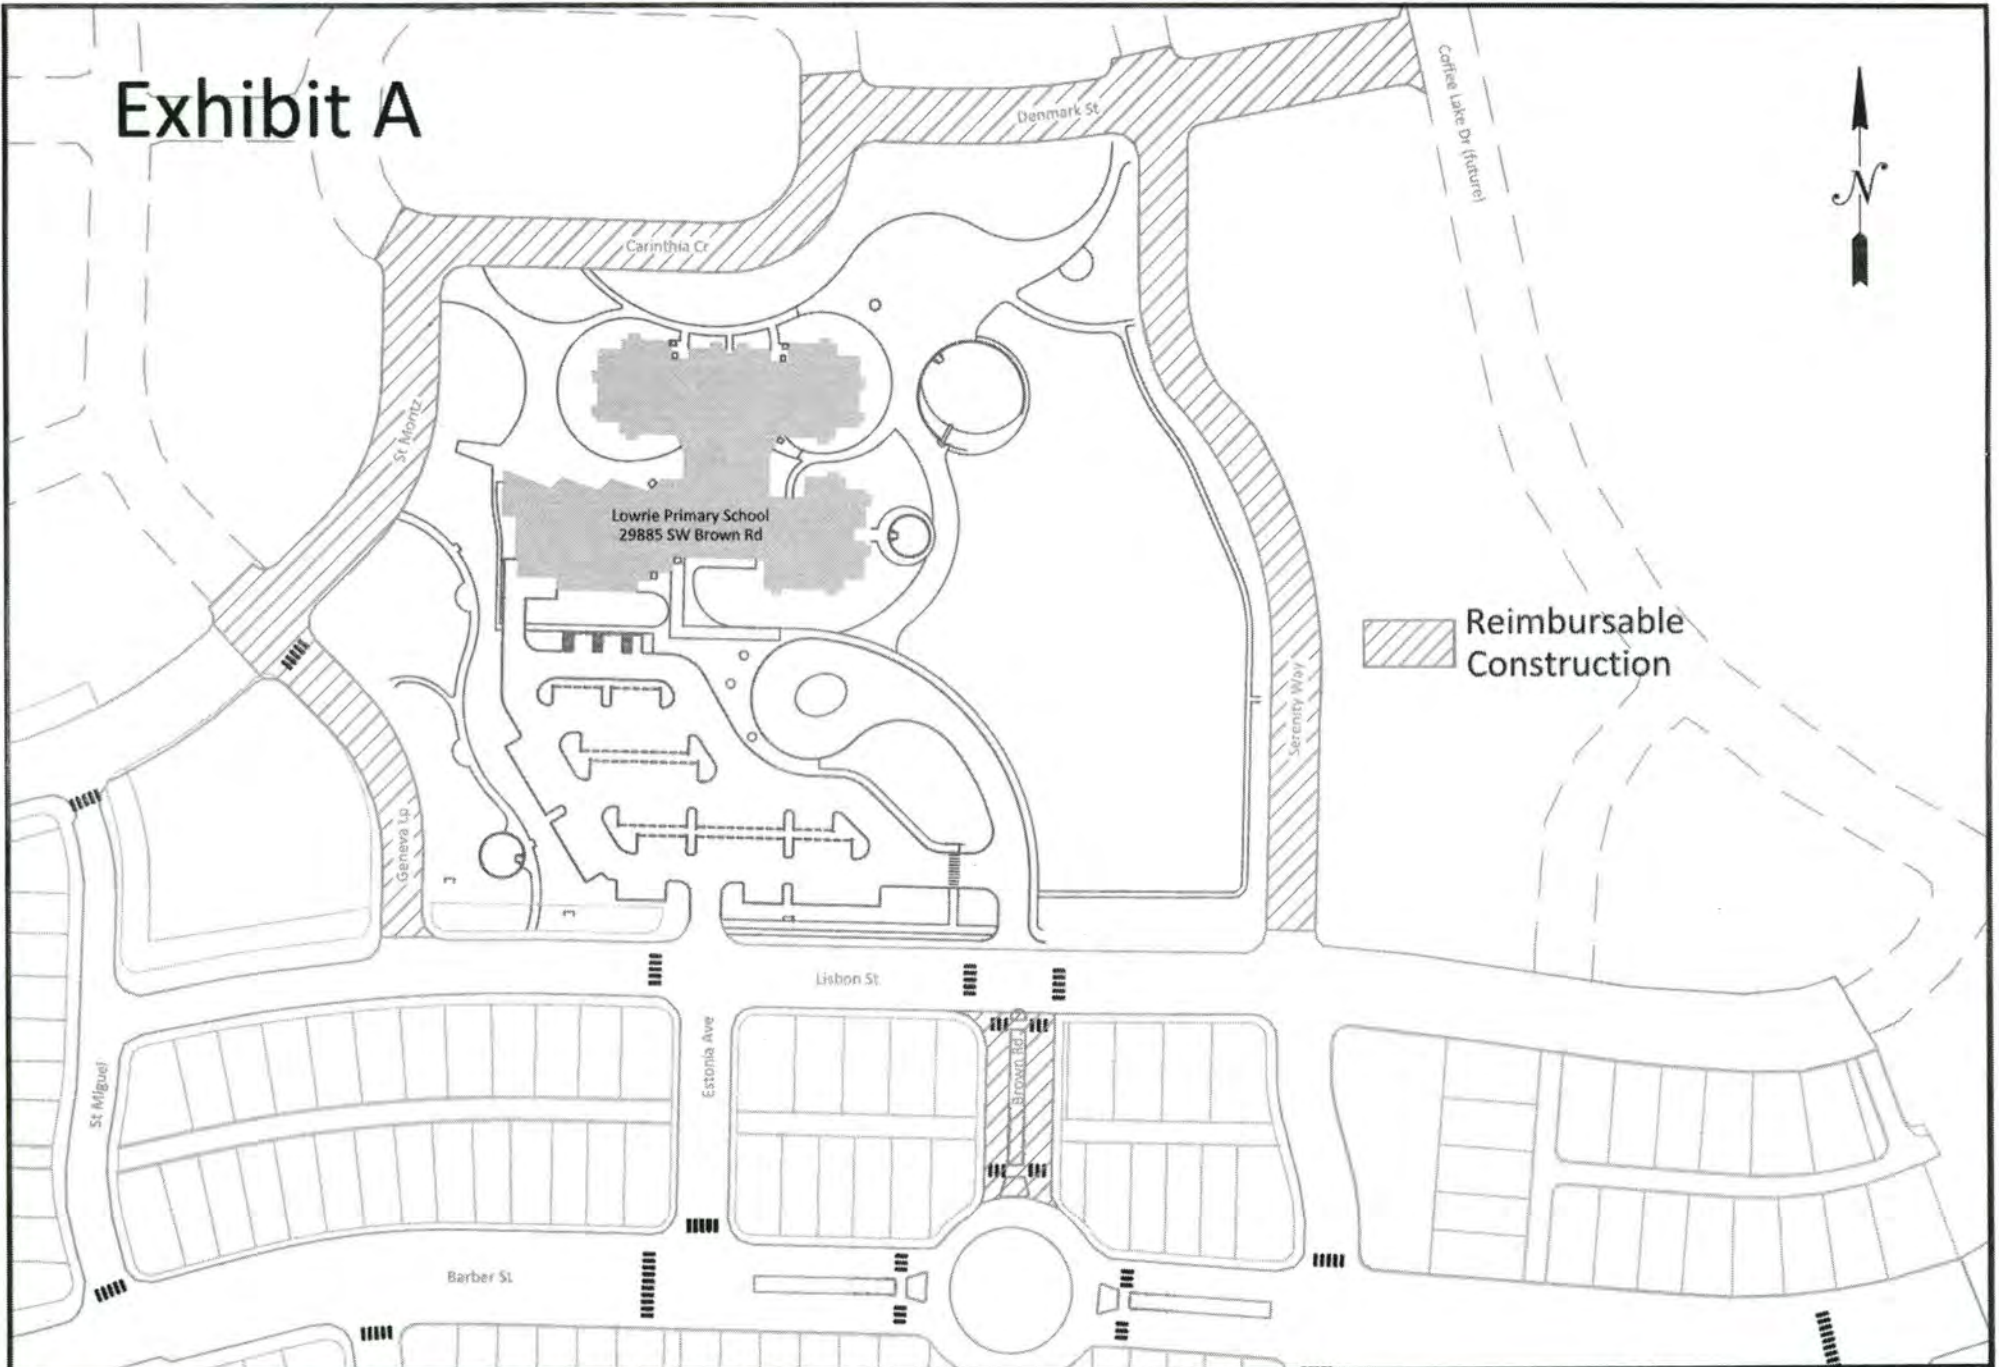 Exhibit A
Denmark St
Coffee Lake Dr (future)
N
Carinthia Cr
St Moritz
Lowrie Primary School
29885 SW Brown Rd
Reimbursable
Construction
Serenity Way
Geneva Lp
Lisbon St
Estonia Ave
Brown Rd
St Miguel
Barber St